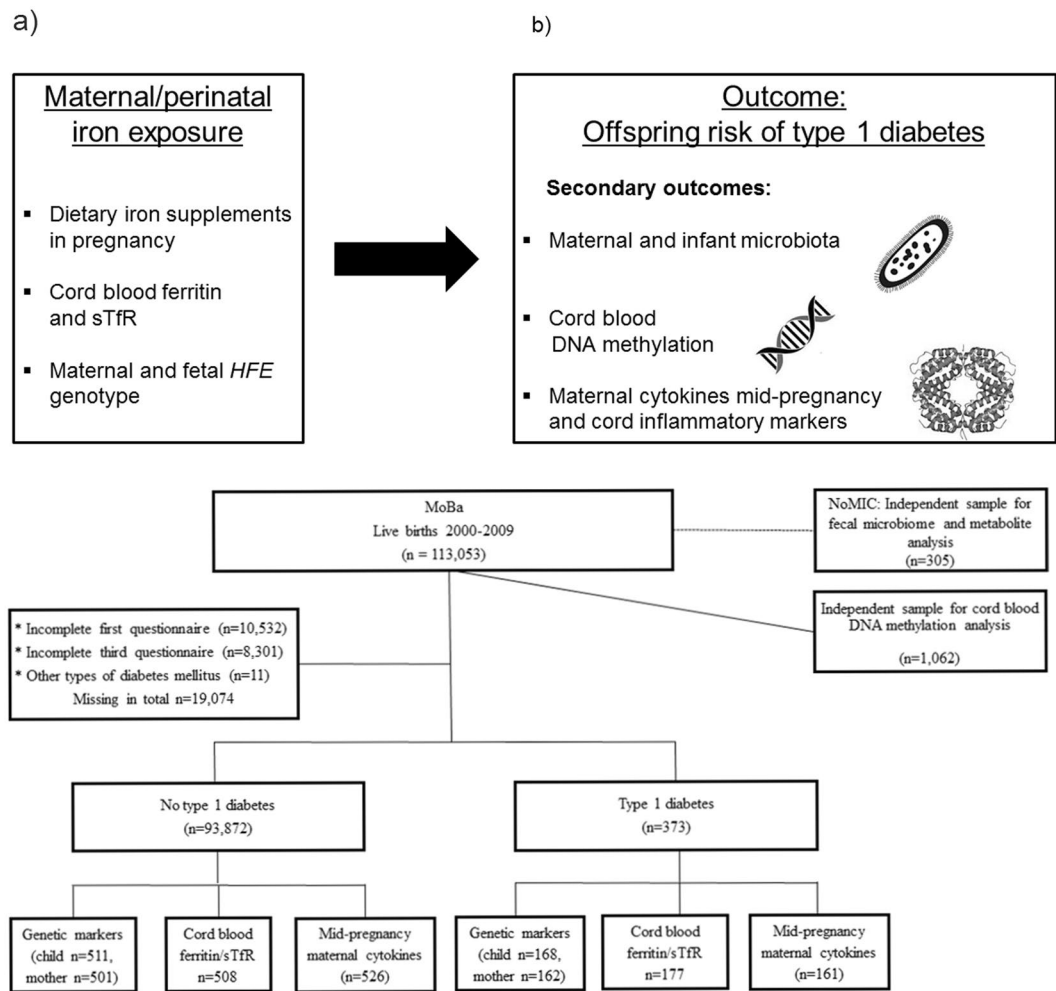 a)
Maternal/perinatal
iron exposure
▪ Dietary iron supplements
in pregnancy
▪ Cord blood ferritin
and sTfR
▪ Maternal and fetal HFE
genotype
b)
Outcome:
Offspring risk of type 1 diabetes
Secondary outcomes:
▪ Maternal and infant microbiota
▪ Cord blood
DNA methylation
▪ Maternal cytokines mid-pregnancy
and cord inflammatory markers
MoBa
Live births 2000-2009
(n = 113,053)
NoMIC: Independent sample for
fecal microbiome and metabolite
analysis
(n=305)
Independent sample for cord blood
DNA methylation analysis
(n=1,062)
* Incomplete first questionnaire (n=10,532)
* Incomplete third questionnaire (n=8,301)
* Other types of diabetes mellitus (n=11)
Missing in total n=19,074
No type 1 diabetes
(n=93,872)
Type 1 diabetes
(n=373)
Genetic markers
(child n=511,
mother n=501)
Cord blood
ferritin/sTfR
n=508
Mid-pregnancy
maternal cytokines
(n=526)
Genetic markers
(child n=168,
mother n=162)
Cord blood
ferritin/sTfR
n=177
Mid-pregnancy
maternal cytokines
(n=161)